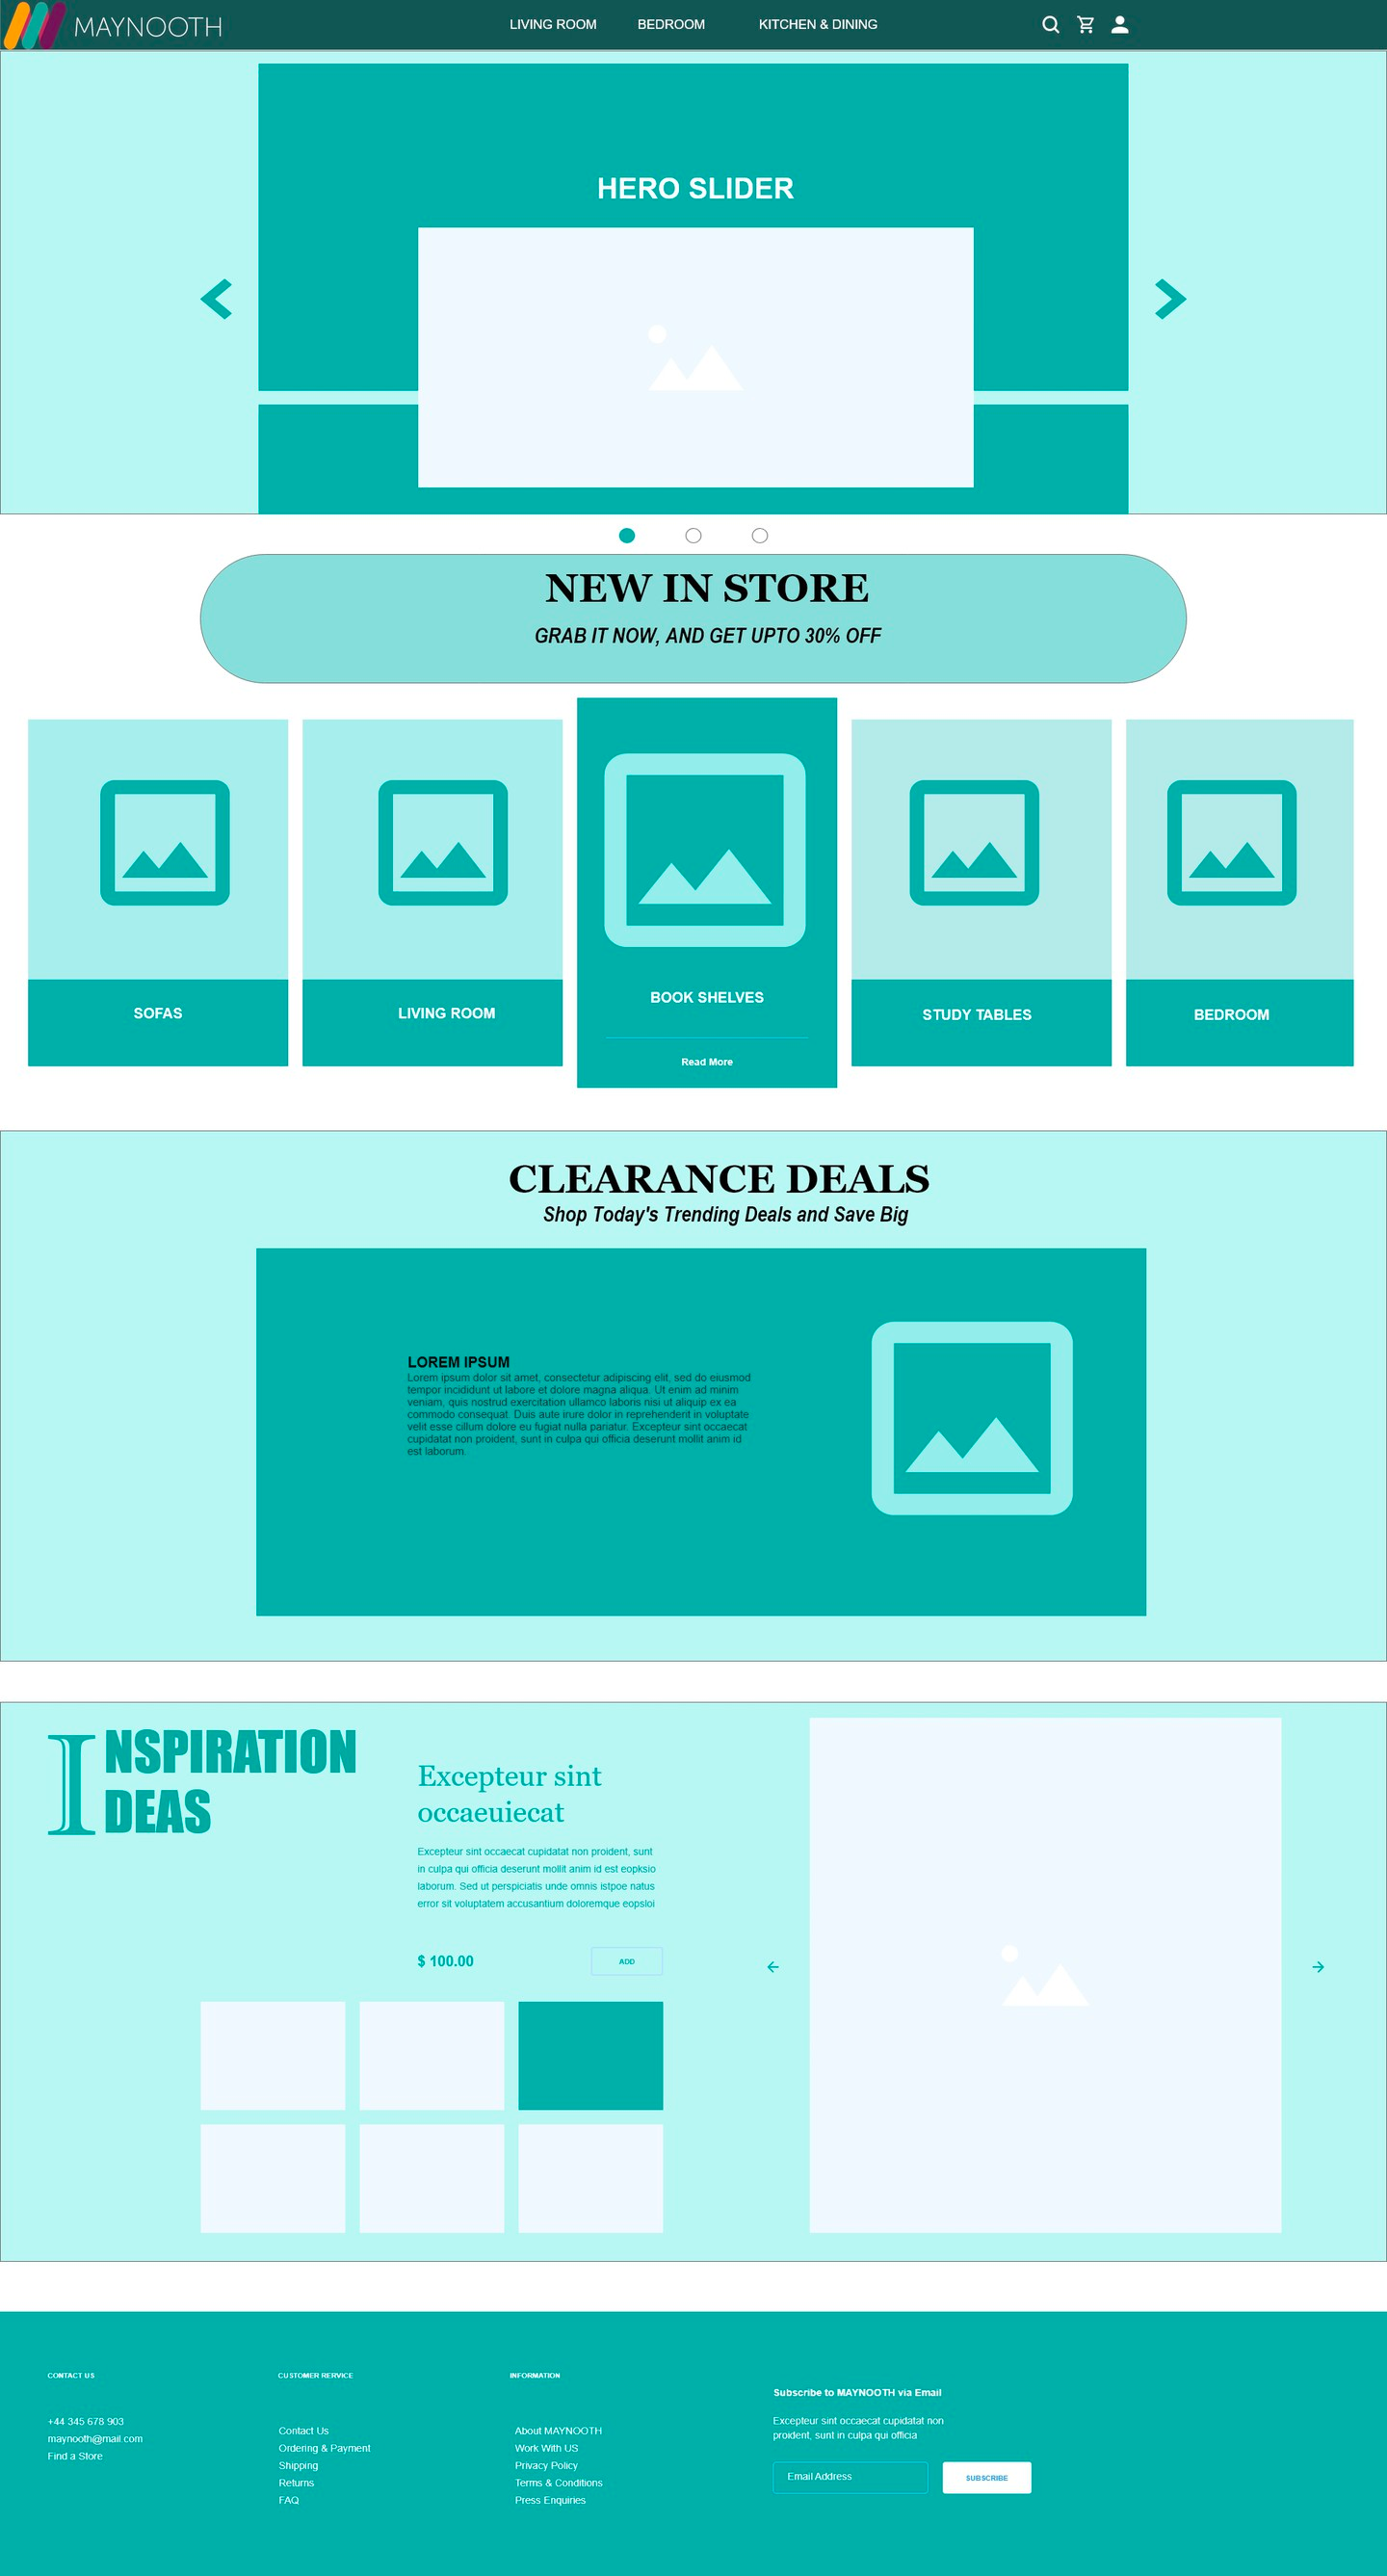 MAYNOOTH
LIVING ROOM
BEDROOM
KITCHEN & DINING
HERO SLIDER
NEW IN STORE
GRAB IT NOW, AND GET UPTO 30% OFF
SOFAS
LIVING ROOM
BOOK SHELVES
Read More
STUDY TABLES
BEDROOM
CLEARANCE DEALS
Shop Today's Trending Deals and Save Big
LOREM IPSUM
Lorem ipsum dolor sit amet, consectetur adipiscing elit, sed do eiusmod
tempor incididunt ut labore et dolore magna aliqua. Ut enim ad minim
veniam, quis nostrud exercitation ullamco laboris nisi ut aliquip ex ea
commodo consequat. Duis aute irure dolor in reprehenderit in voluptate
velit esse cillum dolore eu fugiat nulla pariatur. Excepteur sint occaecat
cupidatat non proident, sunt in culpa qui officia deserunt mollit anim id
est laborum.
INSPIRATION
DEAS
Excepteur sint
occaeuiecat
Excepteur sint occaecat cupidatat non proident, sunt
in culpa qui officia deserunt mollit anim id est eopksio
laborum. Sed ut perspiciatis unde omnis istpoe natus
error sit voluptatem accusantium doloremque eopsloi
$ 100.00
ADD
CONTACT US
+44 345 678 903
maynooth@mail.com
Find a Store
CUSTOMER RERVICE
Contact Us
Ordering & Payment
Shipping
Returns
FAQ
INFORMATION
About MAYNOOTH
Work With US
Privacy Policy
Terms & Conditions
Press Enquiries
Subscribe to MAYNOOTH via Email
Excepteur sint occaecat cupidatat non
proident, sunt in culpa qui officia
Email Address
SUBSCRIBE